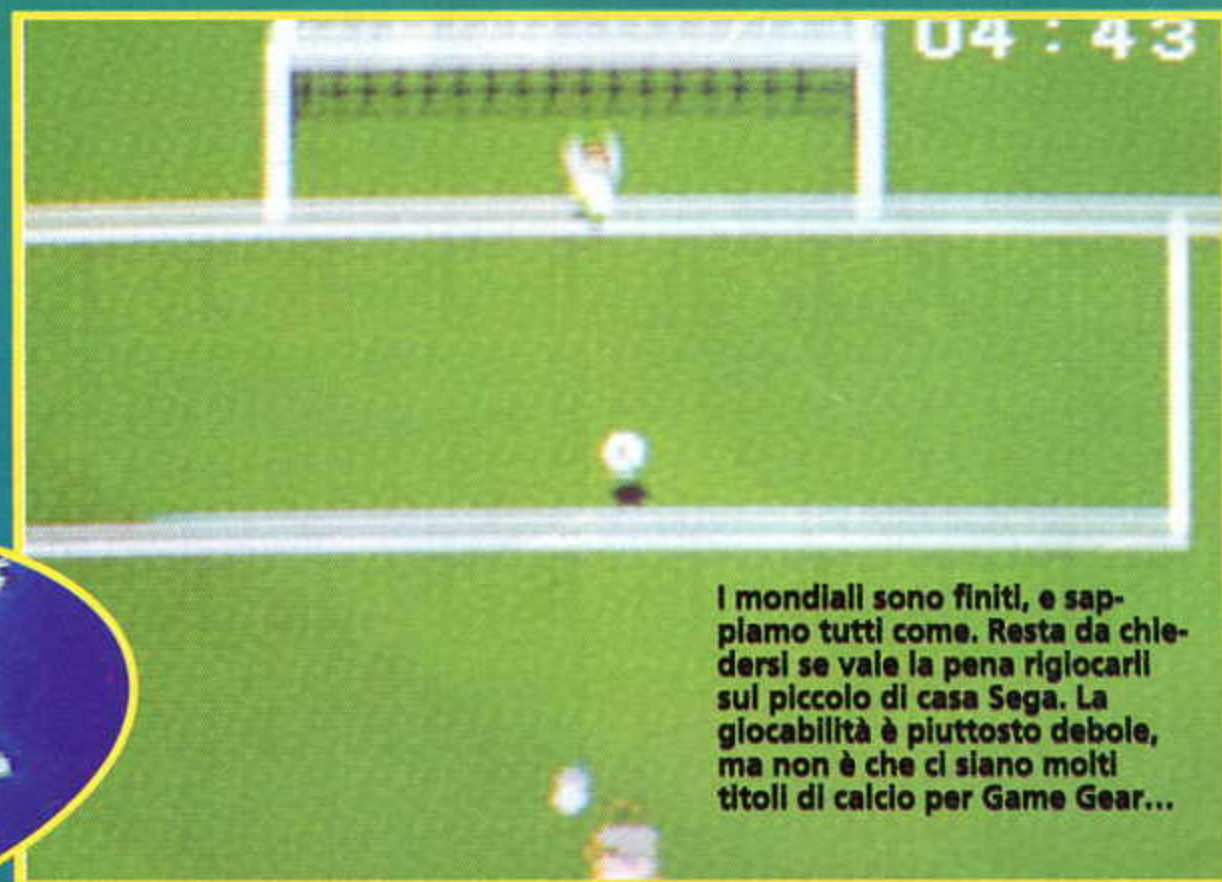 04 : 43
I mondiali sono finiti, e sap-
piamo tutti come. Resta da chie-
dersi se vale la pena rigiocarli
sul piccolo di casa Sega. La
giocabilità è piuttosto debole,
ma non è che ci siano molti
titoli di calcio per Game Gear...